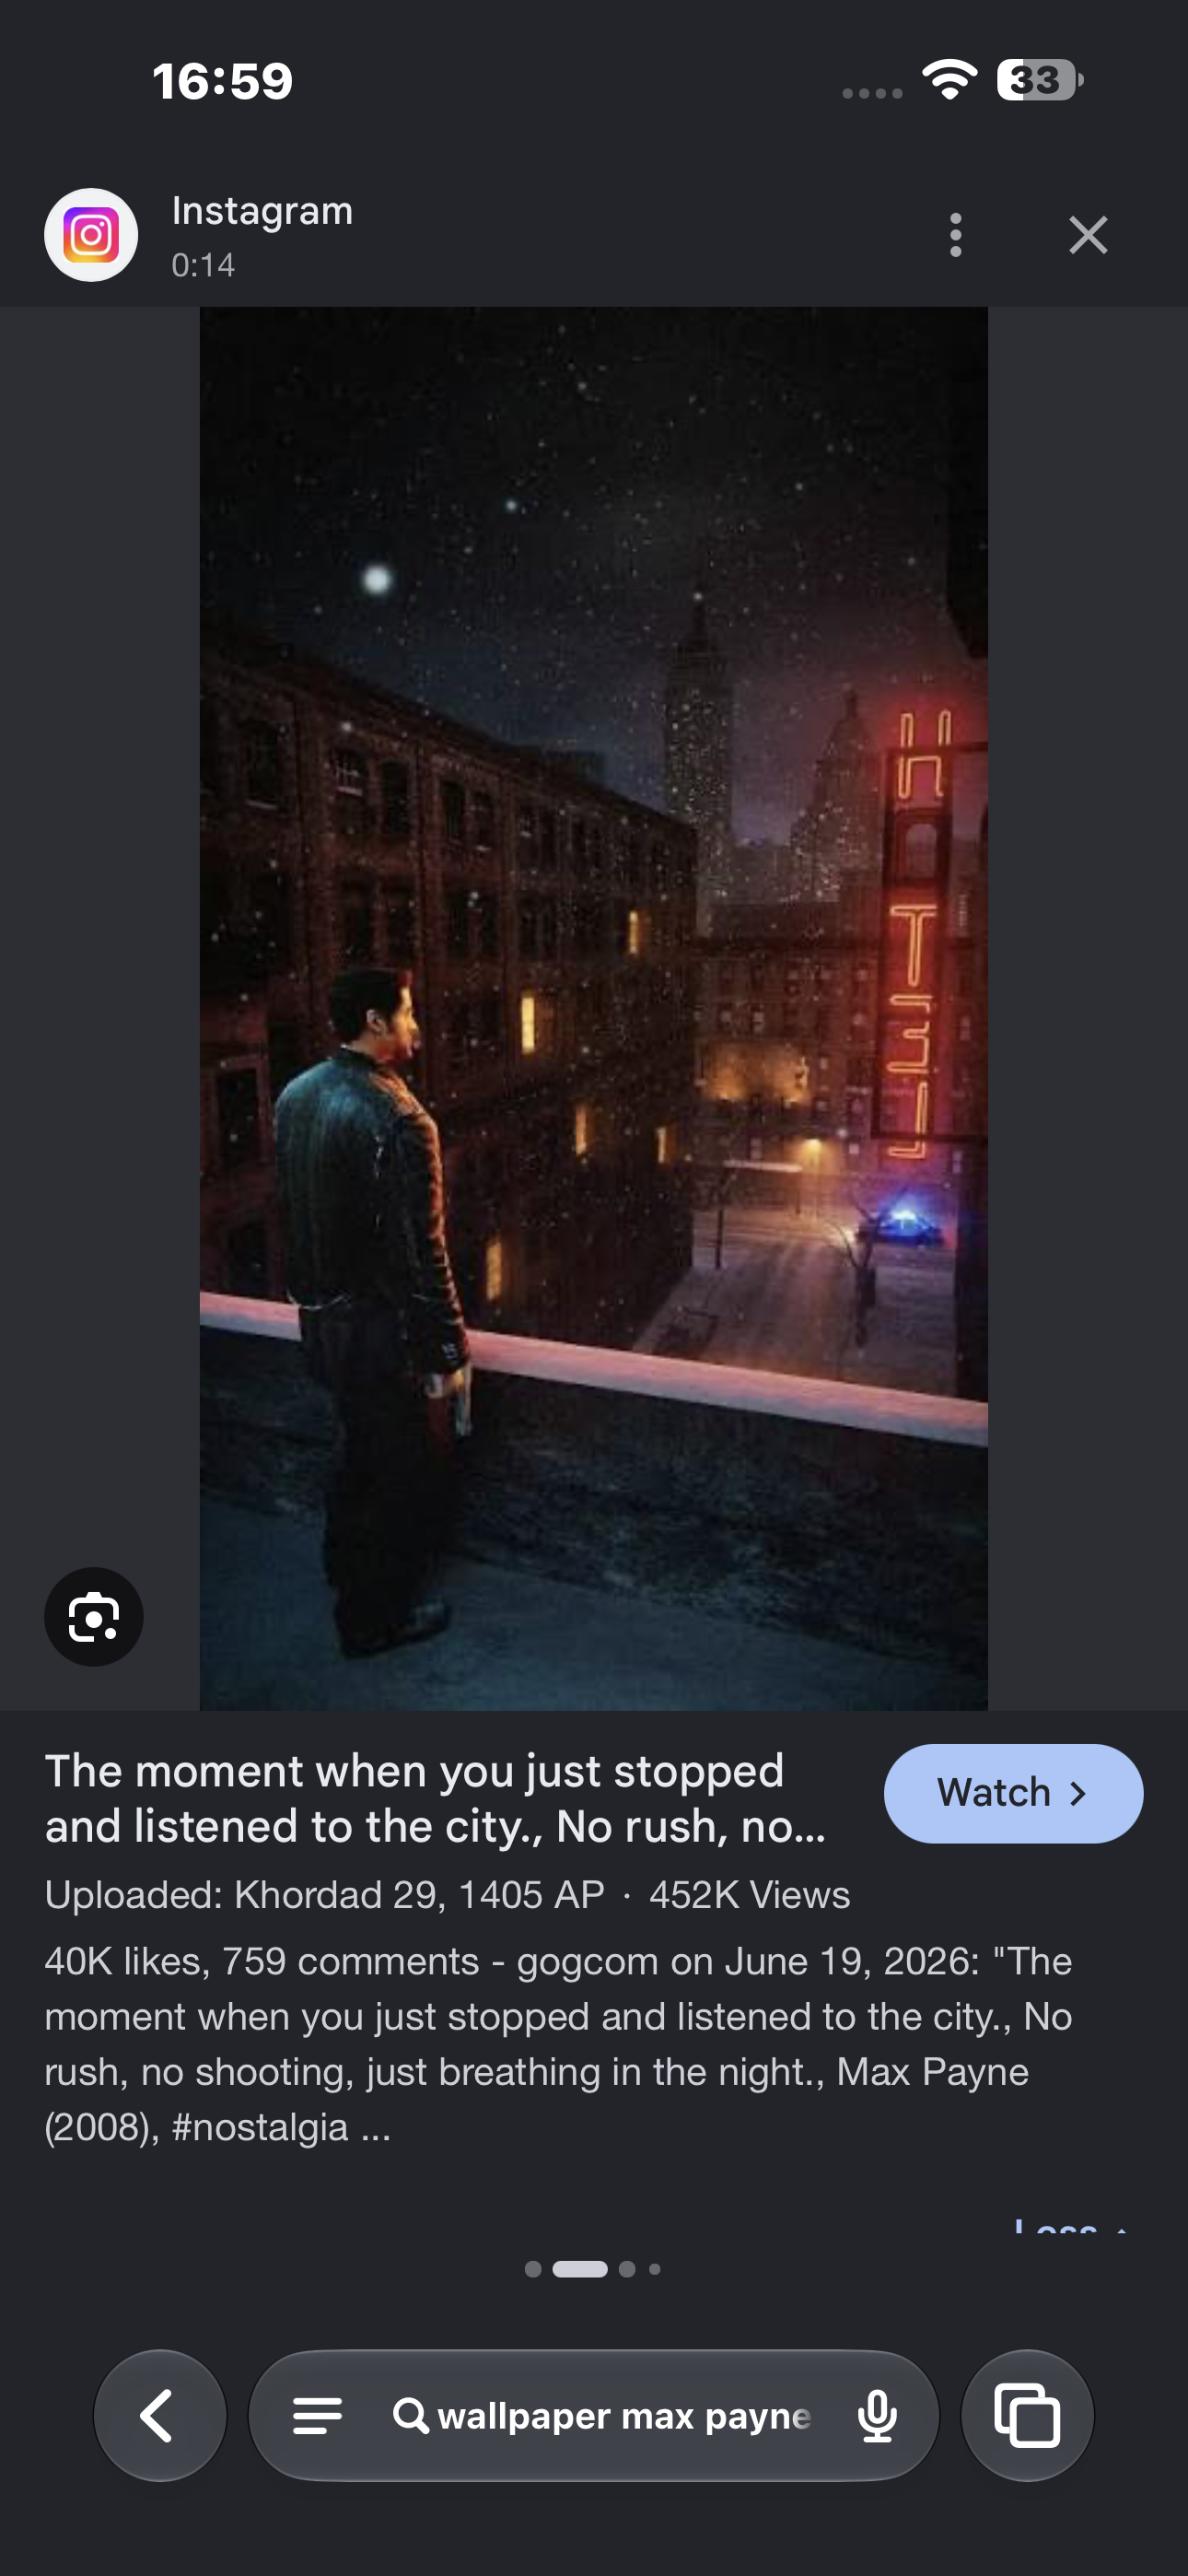 16:59
33
Instagram
0:14
HOTEL
The moment when you just stopped
and listened to the city., No rush, no...
Watch
Uploaded: Khordad 29, 1405 AP · 452K Views
40K likes, 759 comments - gogcom on June 19, 2026: "The
moment when you just stopped and listened to the city., No
rush, no shooting, just breathing in the night., Max Payne
(2008), #nostalgia ...
Less
wallpaper max payne